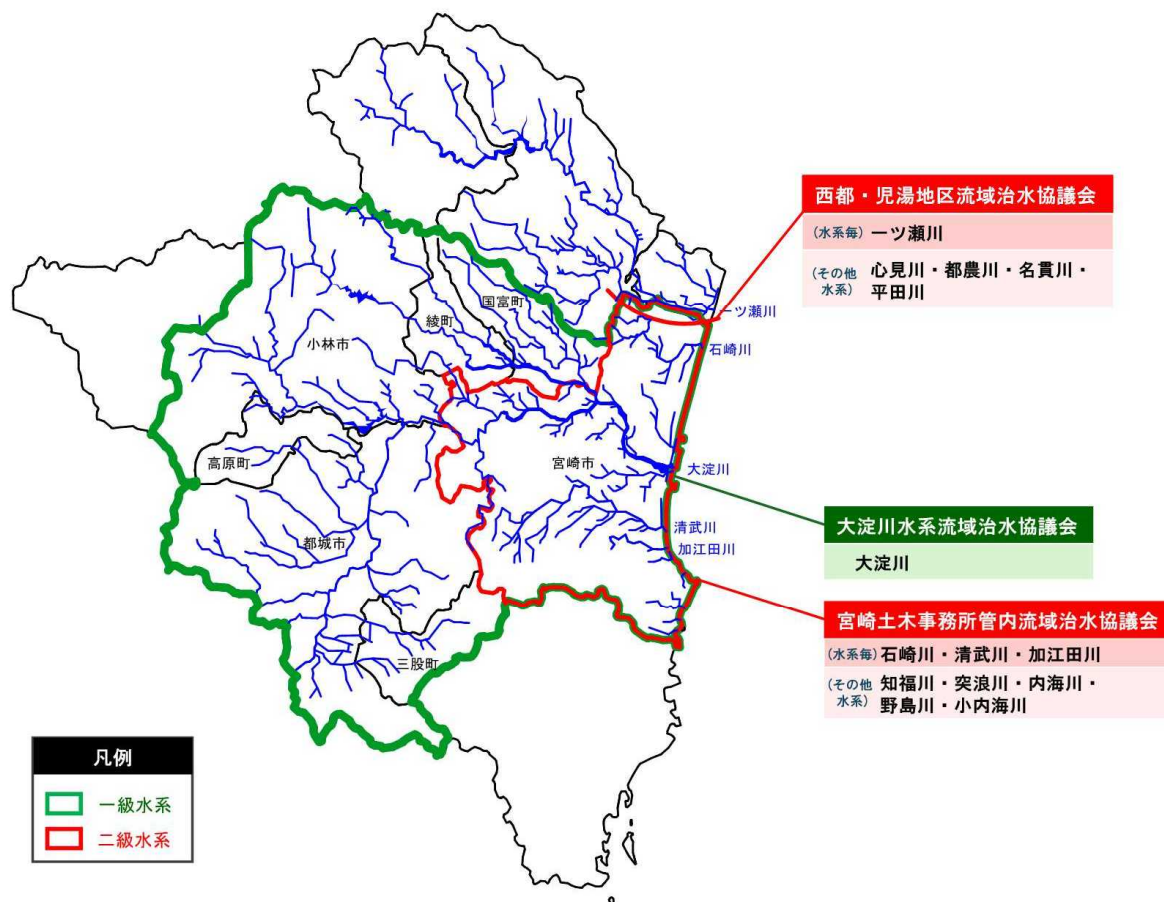 西都・児湯地区流域治水協議会
(水系毎) 一ツ瀬川
(その他水系) 心見川・都農川・名貫川・
平田川
一ツ瀬川
石崎川
国富町
綾町
小林市
高原町
宮崎市
大淀川
清武川
加江田川
都城市
三股町
大淀川水系流域治水協議会
大淀川
宮崎土木事務所管内流域治水協議会
(水系毎) 石崎川・清武川・加江田川
(その他水系) 知福川・突浪川・内海川・
野島川・小内海川
凡例
一級水系
二級水系